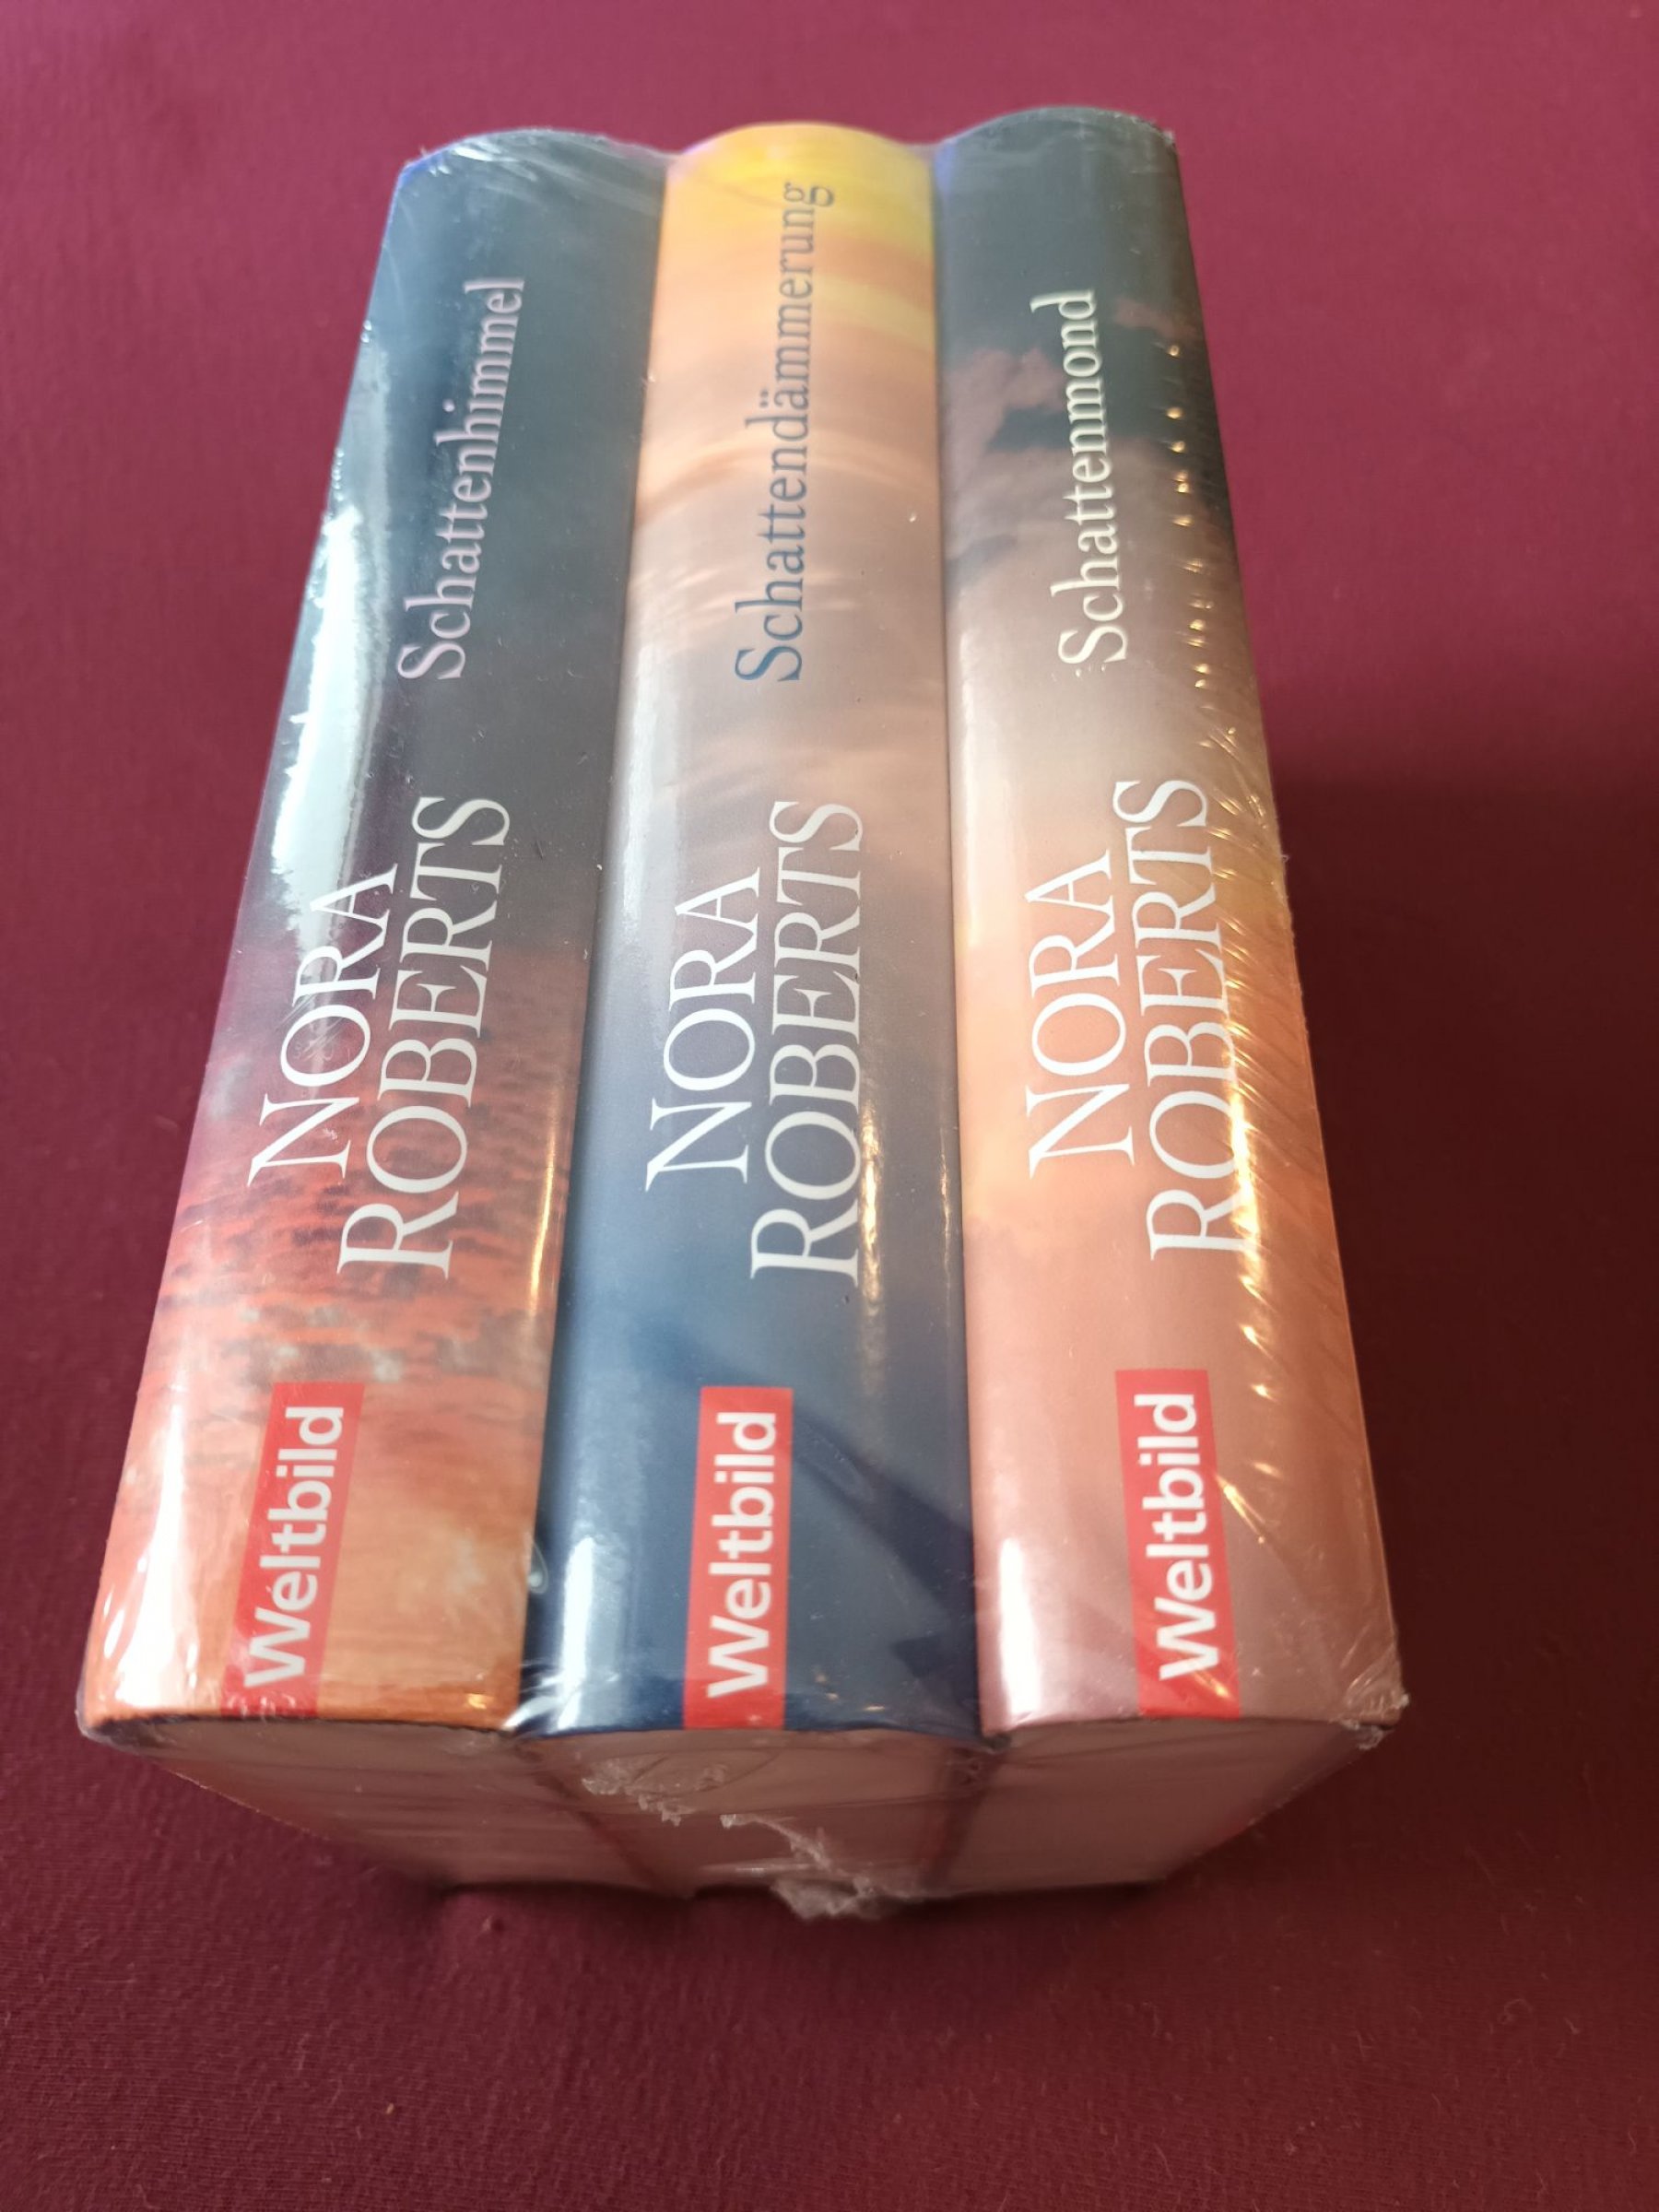 Schattenhimmel
NORA
ROBERTS
Weltbild
Schattendämmerung
NORA
ROBERTS
Weltbild
Schattenmond
NORA
ROBERTS
Weltbild